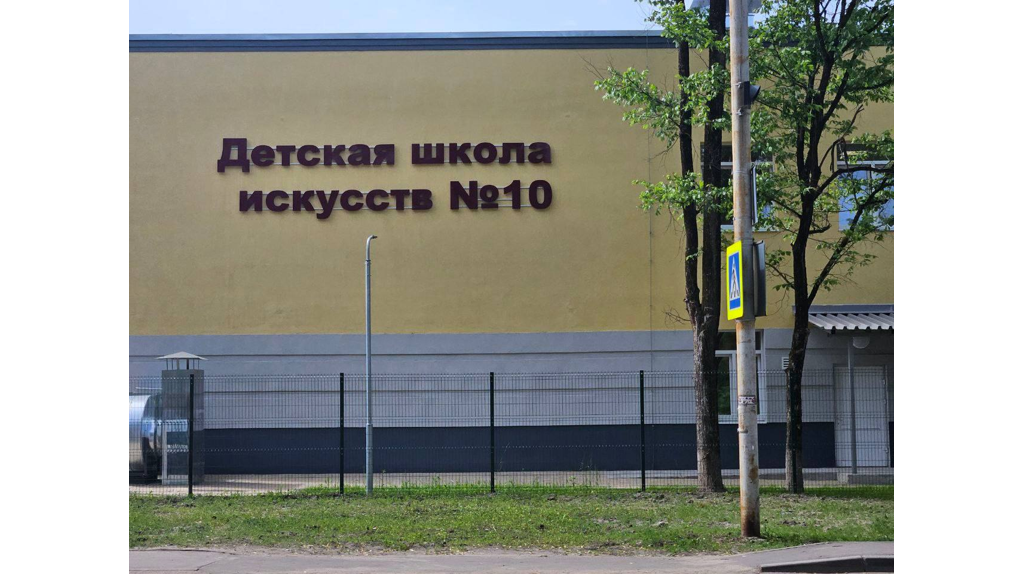 Детская школа
искусств №10